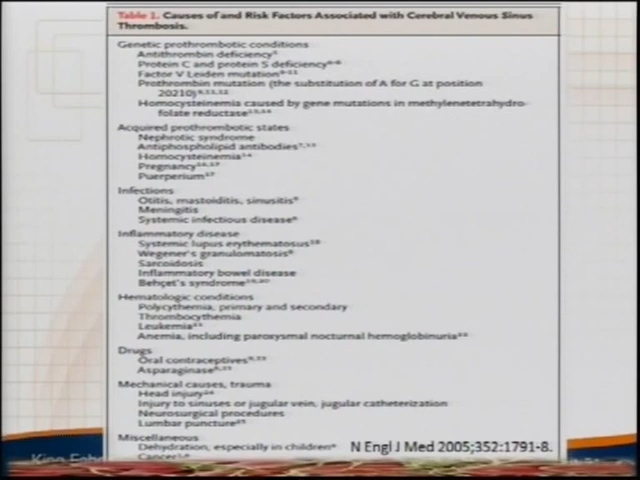 Table 1. Causes of and Risk Factors Associated with Cerebral Venous Sinus
Thrombosis.
Genetic prothrombotic conditions
Antithrombin deficiency
Protein C and protein S deficiency
Factor V Leiden mutation
Prothrombin mutation (the substitution of A for G at position
20210)
Homocysteinemia caused by gene mutations in methylenetetrahydro-
folate reductase
Acquired prothrombotic states
Nephrotic syndrome
Antiphospholipid antibodies
Homocysteinemia
Pregnancy
Puerperium
Infections
Otitis, mastoiditis, sinusitis
Meningitis
Systemic infectious disease
Inflammatory disease
Systemic lupus erythematosus
Wegener's granulomatosis
Sarcoidosis
Inflammatory bowel disease
Behçet's syndrome
Hematologic conditions
Polycythemia, primary and secondary
Thrombocythemia
Leukemia
Anemia, including paroxysmal nocturnal hemoglobinuria
Drugs
Oral contraceptives
Asparaginase
Mechanical causes, trauma
Head injury
Injury to sinuses or jugular vein, jugular catheterization
Neurosurgical procedures
Lumbar puncture
Miscellaneous
Dehydration, especially in children
Cancer
N Engl J Med 2005;352:1791-8.
King